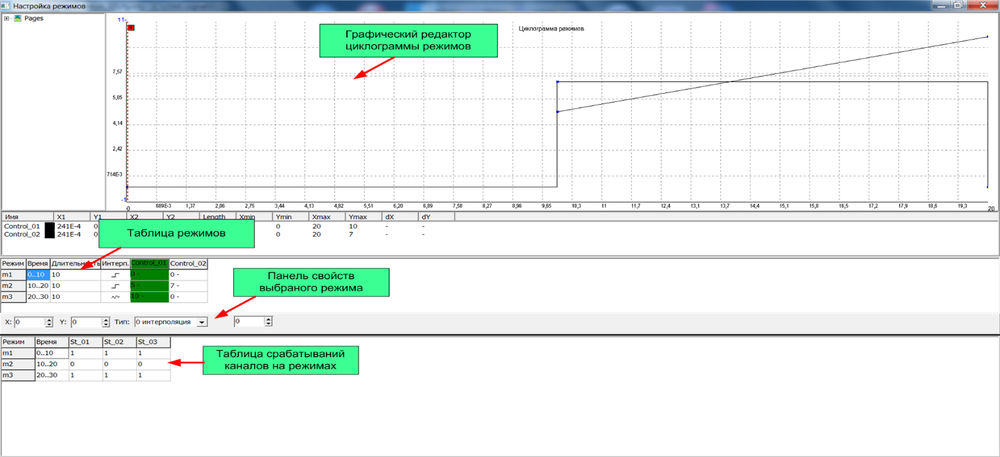 Настройка режимов
Pages
Циклограмма режимов
Графический редактор
циклограммы режимов
11
7,57
5,85
4,14
2,42
714E-3
-1
0 689E-3 1,37 2,06 2,75 3,44 4,13 4,82 5,51 6,20 6,89 7,58 8,27 8,96 9,65 10,3 11 11,7 12,4 13,1 13,7 14,4 15,1 15,8 16,5 17,2 17,9 18,6 19,3 20
Имя X1 Y1 X2 Y2 Length Xmin Ymin Xmax Ymax dX dY
Control_01 241E-4 0 0 20 10 - -
Control_02 241E-4 0 0 20 7 - -
Таблица режимов
Режим Время Длительность Интерп. Control_01 Control_02
m1 0..10 10 0 - 0 -
m2 10..20 10 5 - 7 -
m3 20..30 10 10 - 0 -
Панель свойств
выбраного режима
X: 0 Y: 0 Тип: 0 интерполяция 0
Режим Время St_01 St_02 St_03
m1 0..10 1 1 1
m2 10..20 0 0 0
m3 20..30 1 1 1
Таблица срабатываний
каналов на режимах